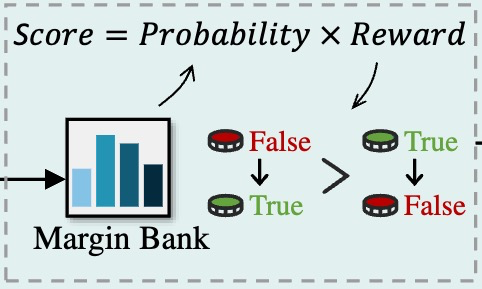 Score = Probability × Reward
False > True
True False
Margin Bank